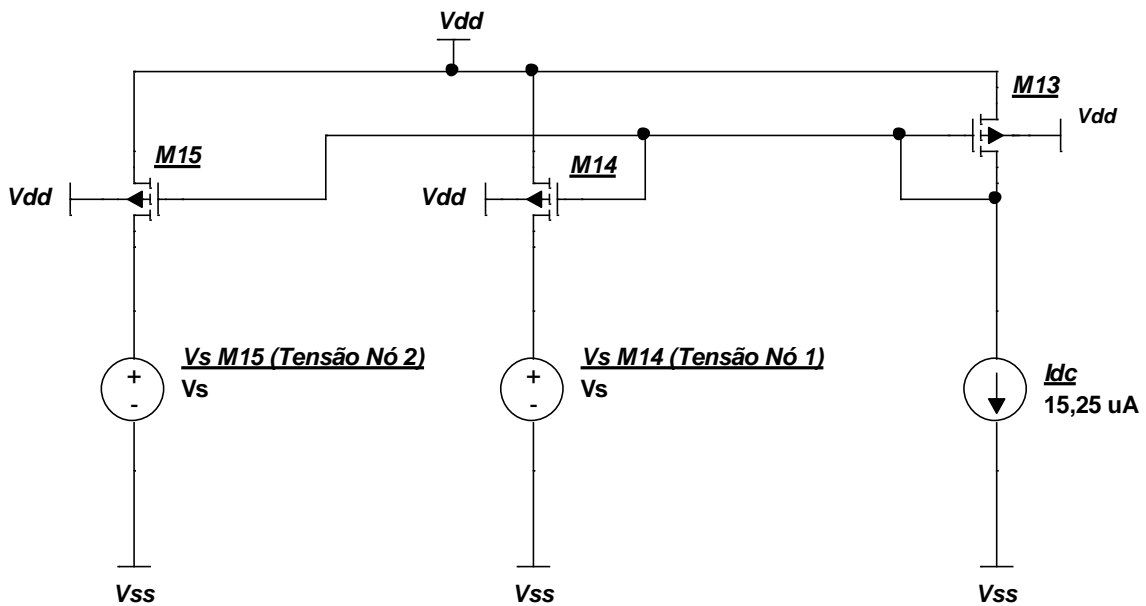 Vdd
M13
Vdd
M15
M14
Vdd
Vdd
Vs M15 (Tensão Nó 2)
Vs
+
-
Vs M14 (Tensão Nó 1)
Vs
+
-
Idc
15,25 uA
Vss
Vss
Vss